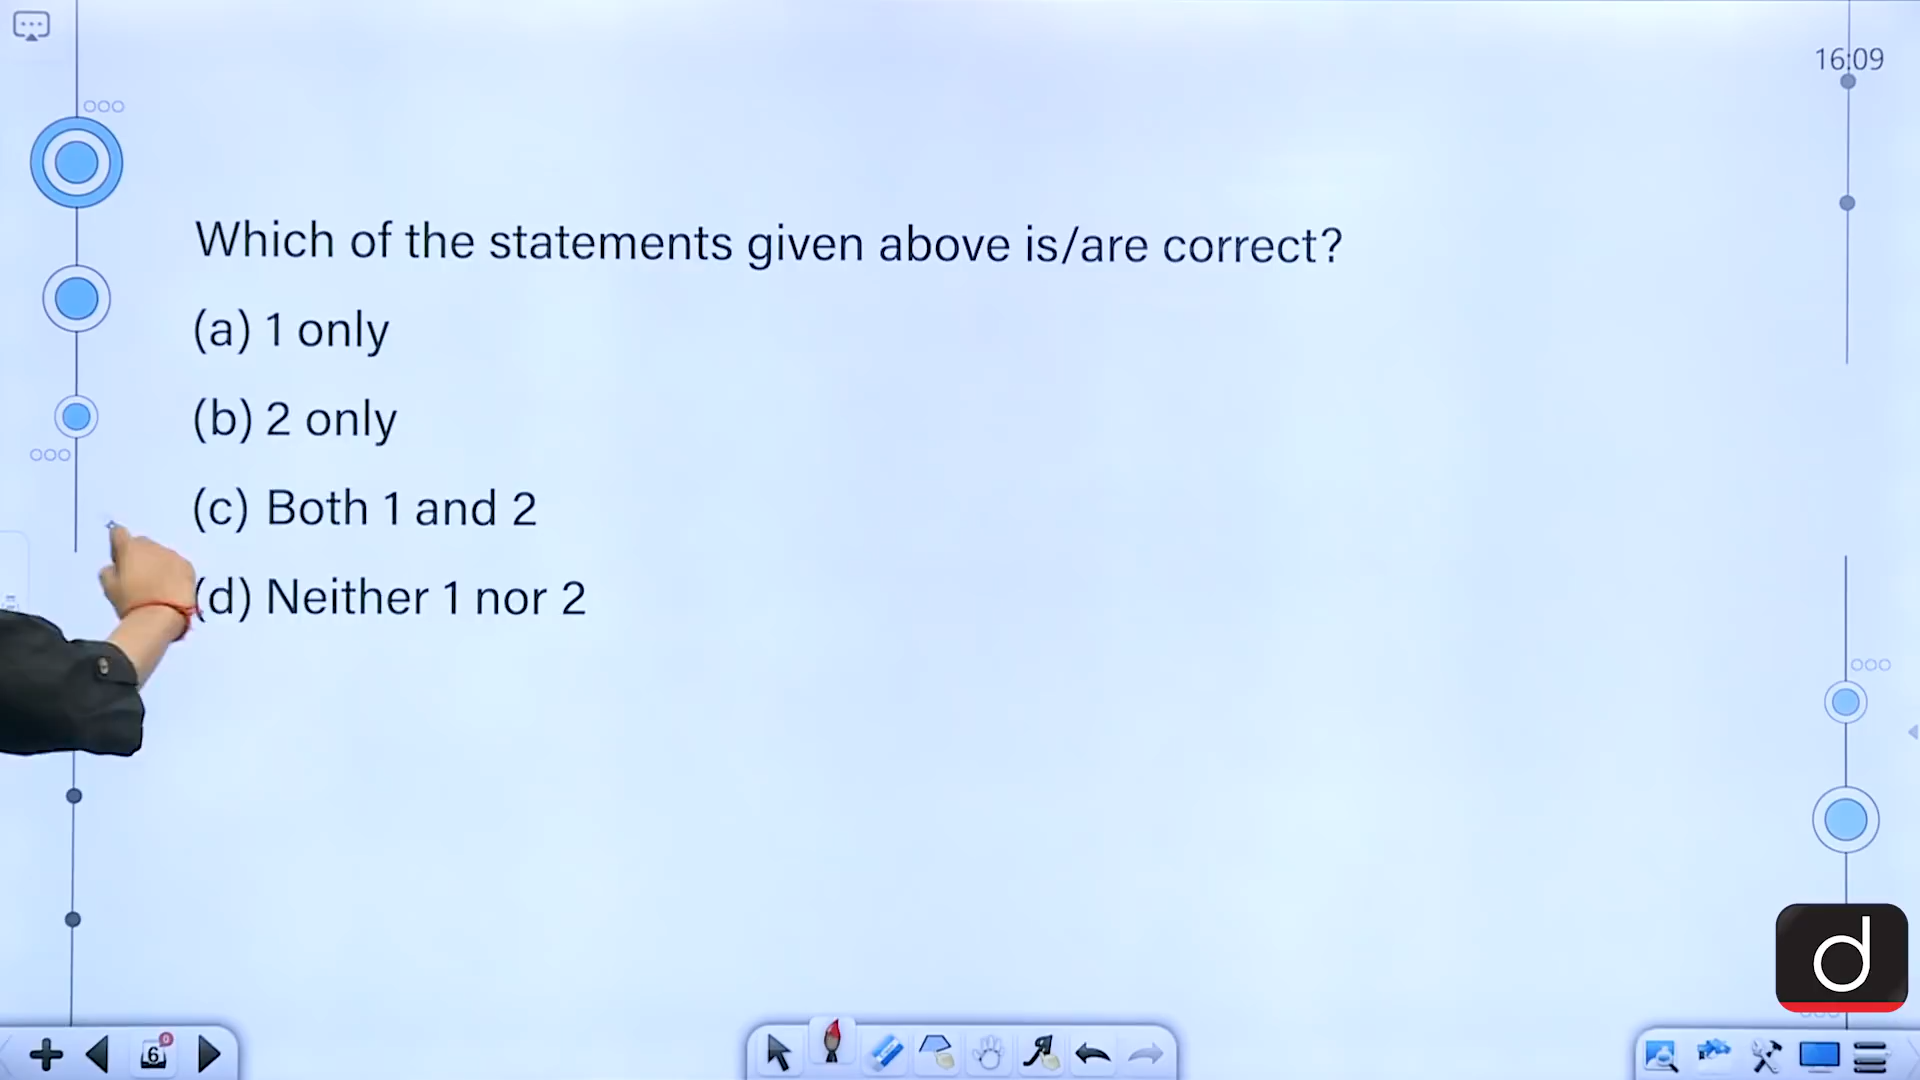 16:09
Which of the statements given above is/are correct?
(a) 1 only
(b) 2 only
(c) Both 1 and 2
(d) Neither 1 nor 2
d
6
0